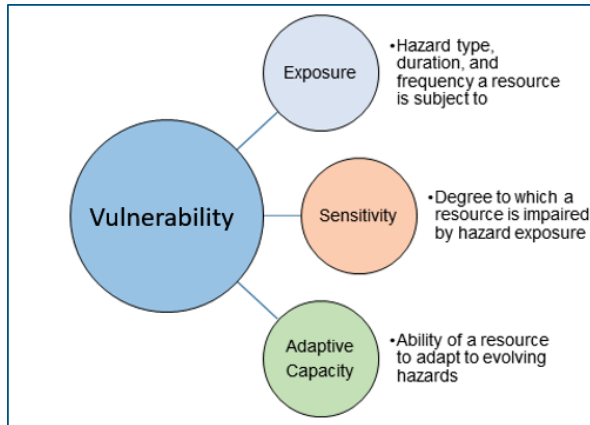 Exposure
•Hazard type,
duration, and
frequency a resource
is subject to
Vulnerability
Sensitivity
•Degree to which a
resource is impaired
by hazard exposure
Adaptive
Capacity
•Ability of a resource
to adapt to evolving
hazards